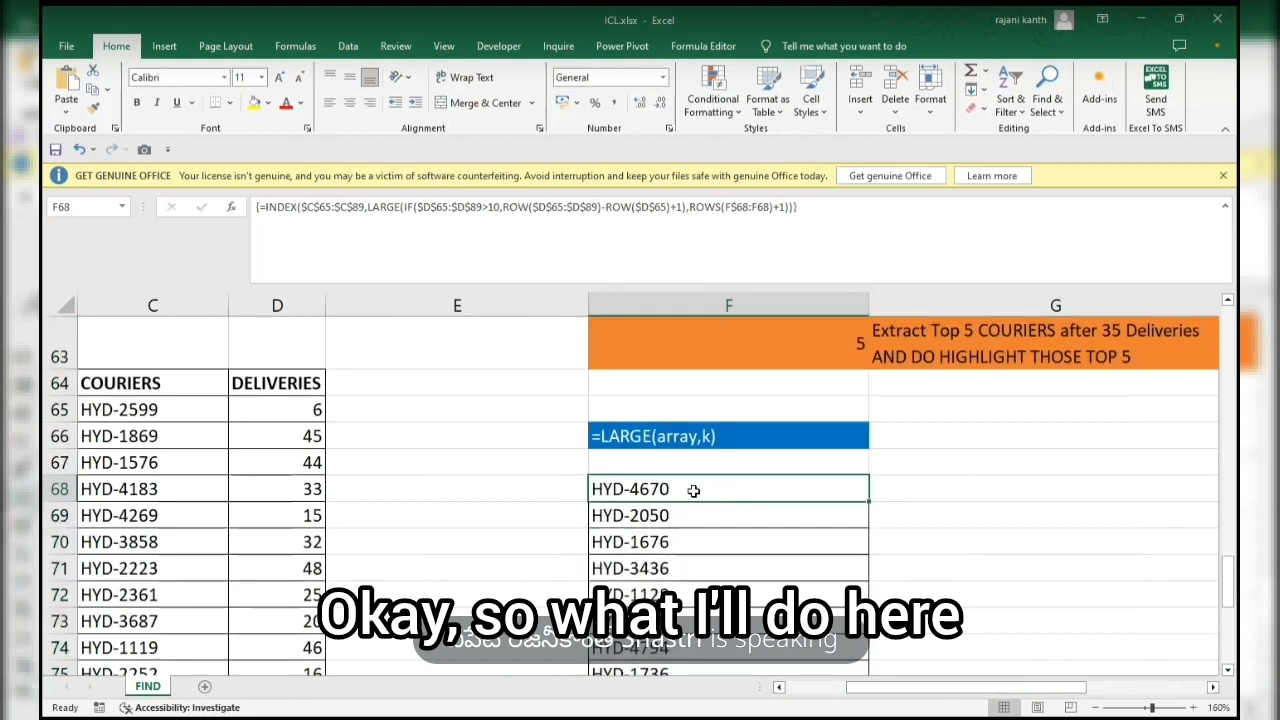 ICL.xlsx - Excel
rajani kanth
File Home Insert Page Layout Formulas Data Review View Developer Inquire Power Pivot Formula Editor Tell me what you want to do
Calibri 11 Wrap Text General
Paste B I U A Merge & Center % Conditional Formatting Format as Table Cell Styles Insert Delete Format Sort & Filter Find & Select Add-ins Send SMS
Clipboard Font Alignment Number Styles Cells Editing Add-ins Excel To SMS
GET GENUINE OFFICE Your license isn't genuine, and you may be a victim of software counterfeiting. Avoid interruption and keep your files safe with genuine Office today. Get genuine Office Learn more
F68 fx {=INDEX($C$65:$C$89,LARGE(IF($D$65:$D$89>10,ROW($D$65:$D$89)-ROW($D$65)+1),ROWS(F$68:F68)+1))}
C D E F G
63 5 Extract Top 5 COURIERS after 35 Deliveries
AND DO HIGHLIGHT THOSE TOP 5
64 COURIERS DELIVERIES
65 HYD-2599 6
66 HYD-1869 45 =LARGE(array,k)
67 HYD-1576 44
68 HYD-4183 33 HYD-4670
69 HYD-4269 15 HYD-2050
70 HYD-3858 32 HYD-1676
71 HYD-2223 48 HYD-3436
72 HYD-2361 25
Okay, so what I'll do here
73 HYD-3687
is speaking
74 HYD-1119 46 HYD-4794
75 HYD-2252 16 HYD-1736
FIND
Ready Accessibility: Investigate 160%